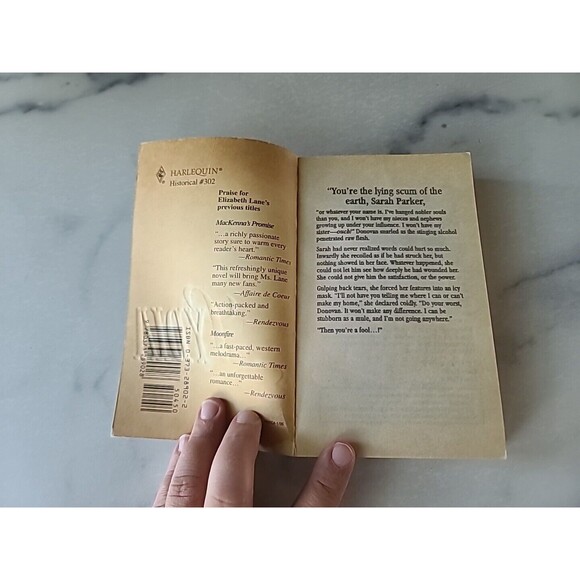 HARLEQUIN®
Historical #302
Praise for
Elizabeth Lane's
previous titles
MacKenna's Promise
"...a richly passionate
story sure to warm every
reader's heart."
—Romantic Times
"This refreshingly unique
novel will bring Ms. Lane
many new fans."
—Affaire de Coeur
"Action-packed and
breathtaking."
—Rendezvous
Moonfire
"...a fast-paced, western
melodrama..."
—Romantic Times
"...an unforgettable
romance..."
—Rendezvous
ISBN 0-373-28902-2
50450
"You're the lying scum of the
earth, Sarah Parker,
"or whatever your name is. I've hanged nobler souls
than you, and I won't have my nieces and nephews
growing up under your influence. I won't have my
sister—ouch!" Donovan snarled as the stinging alcohol
penetrated raw flesh.
Sarah had never realized words could hurt so much.
Inwardly she recoiled as if he had struck her, but
nothing showed in her face. Whatever happened, she
could not let him see how deeply he had wounded her.
She could not give him the satisfaction.
Gulping back tears, she forced her features into an icy
mask. "I'll not have you telling me where I can or can't
make my home," she declared coldly. "Do your worst,
Donovan. It won't make any difference. I can be
stubborn as a mule, and I'm not going anywhere."
"Then you're a fool...!"